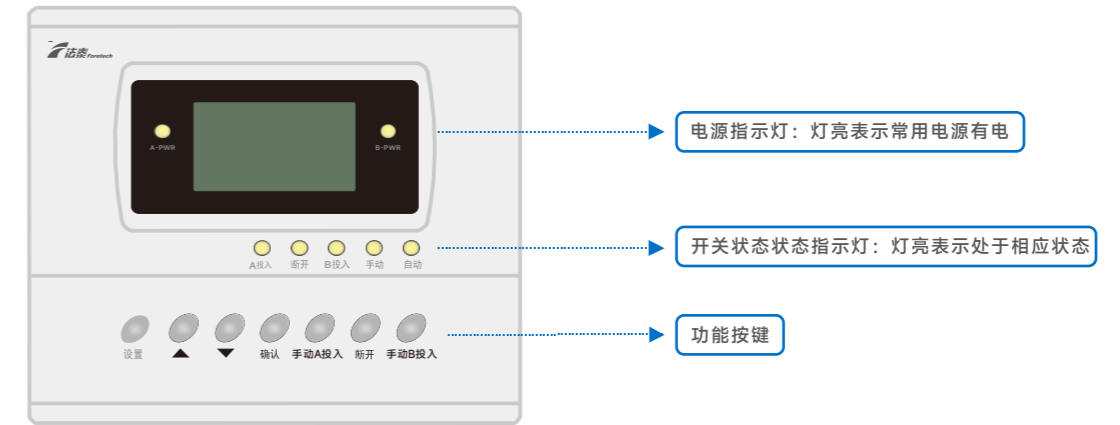 法泰 Foretech
A-PWR
B-PWR
电源指示灯：灯亮表示常用电源有电
A投入 断开 B投入 手动 自动
开关状态状态指示灯：灯亮表示处于相应状态
设置 ▲ ▼ 确认 手动A投入 断开 手动B投入
功能按键